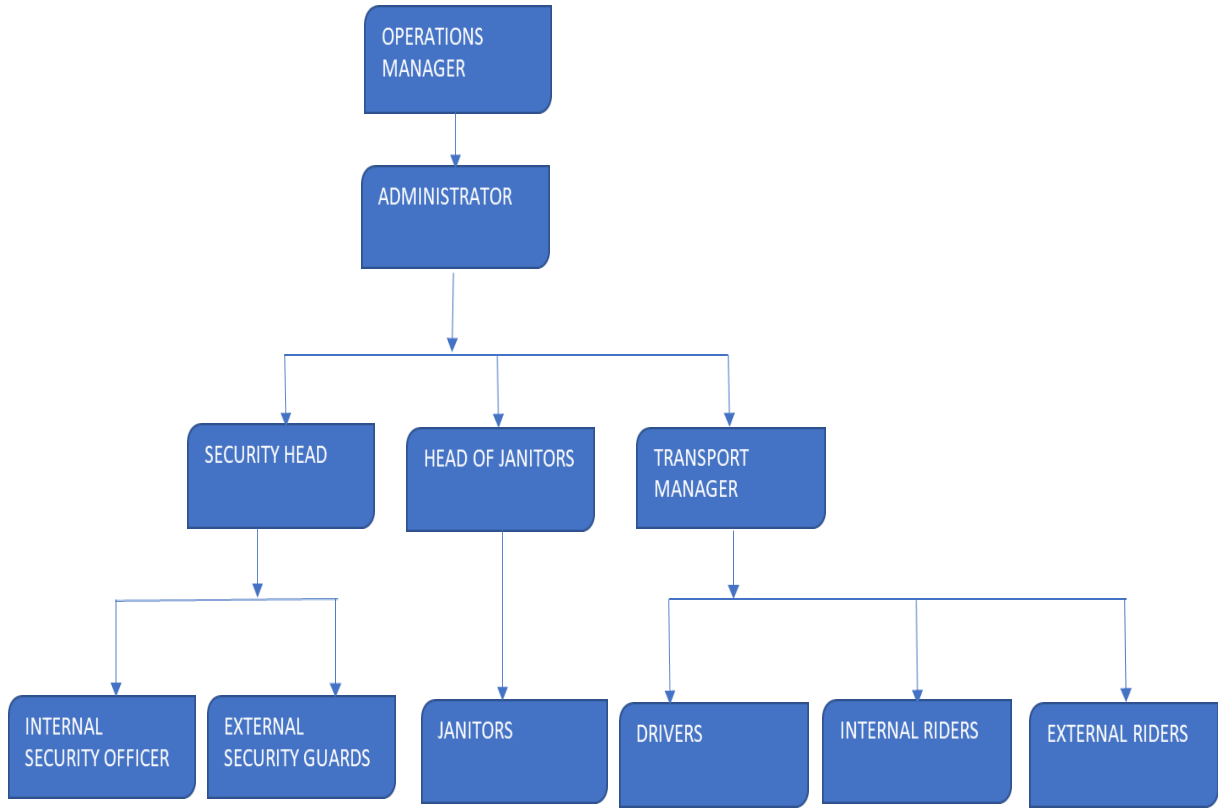 OPERATIONS
MANAGER
ADMINISTRATOR
SECURITY HEAD
HEAD OF JANITORS
TRANSPORT
MANAGER
INTERNAL
SECURITY OFFICER
EXTERNAL
SECURITY GUARDS
JANITORS
DRIVERS
INTERNAL RIDERS
EXTERNAL RIDERS